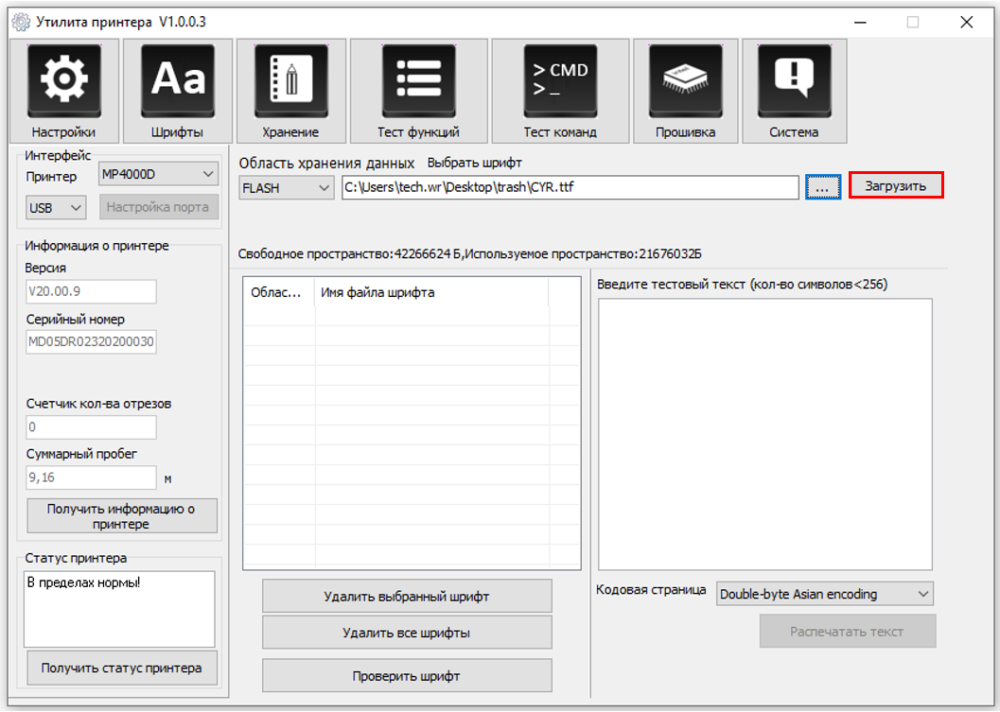 Утилита принтера V1.0.0.3
Aa
> CMD
> _
Настройки
Шрифты
Хранение
Тест функций
Тест команд
Прошивка
Система
Интерфейс
Принтер
MP4000D
USB
Настройка порта
Область хранения данных
Выбрать шрифт
FLASH
C:\Users\tech.wr\Desktop\trash\CYR.ttf
...
Загрузить
Информация о принтере
Версия
V20.00.9
Серийный номер
MD05DR02320200030
Счетчик кол-ва отрезов
0
Суммарный пробег
9,16
м
Получить информацию о
принтере
Статус принтера
В пределах нормы!
Получить статус принтера
Свободное пространство:42266624 Б,Используемое пространство:21676032Б
Облас...
Имя файла шрифта
Удалить выбранный шрифт
Удалить все шрифты
Проверить шрифт
Введите тестовый текст (кол-во символов<256)
Кодовая страница
Double-byte Asian encoding
Распечатать текст